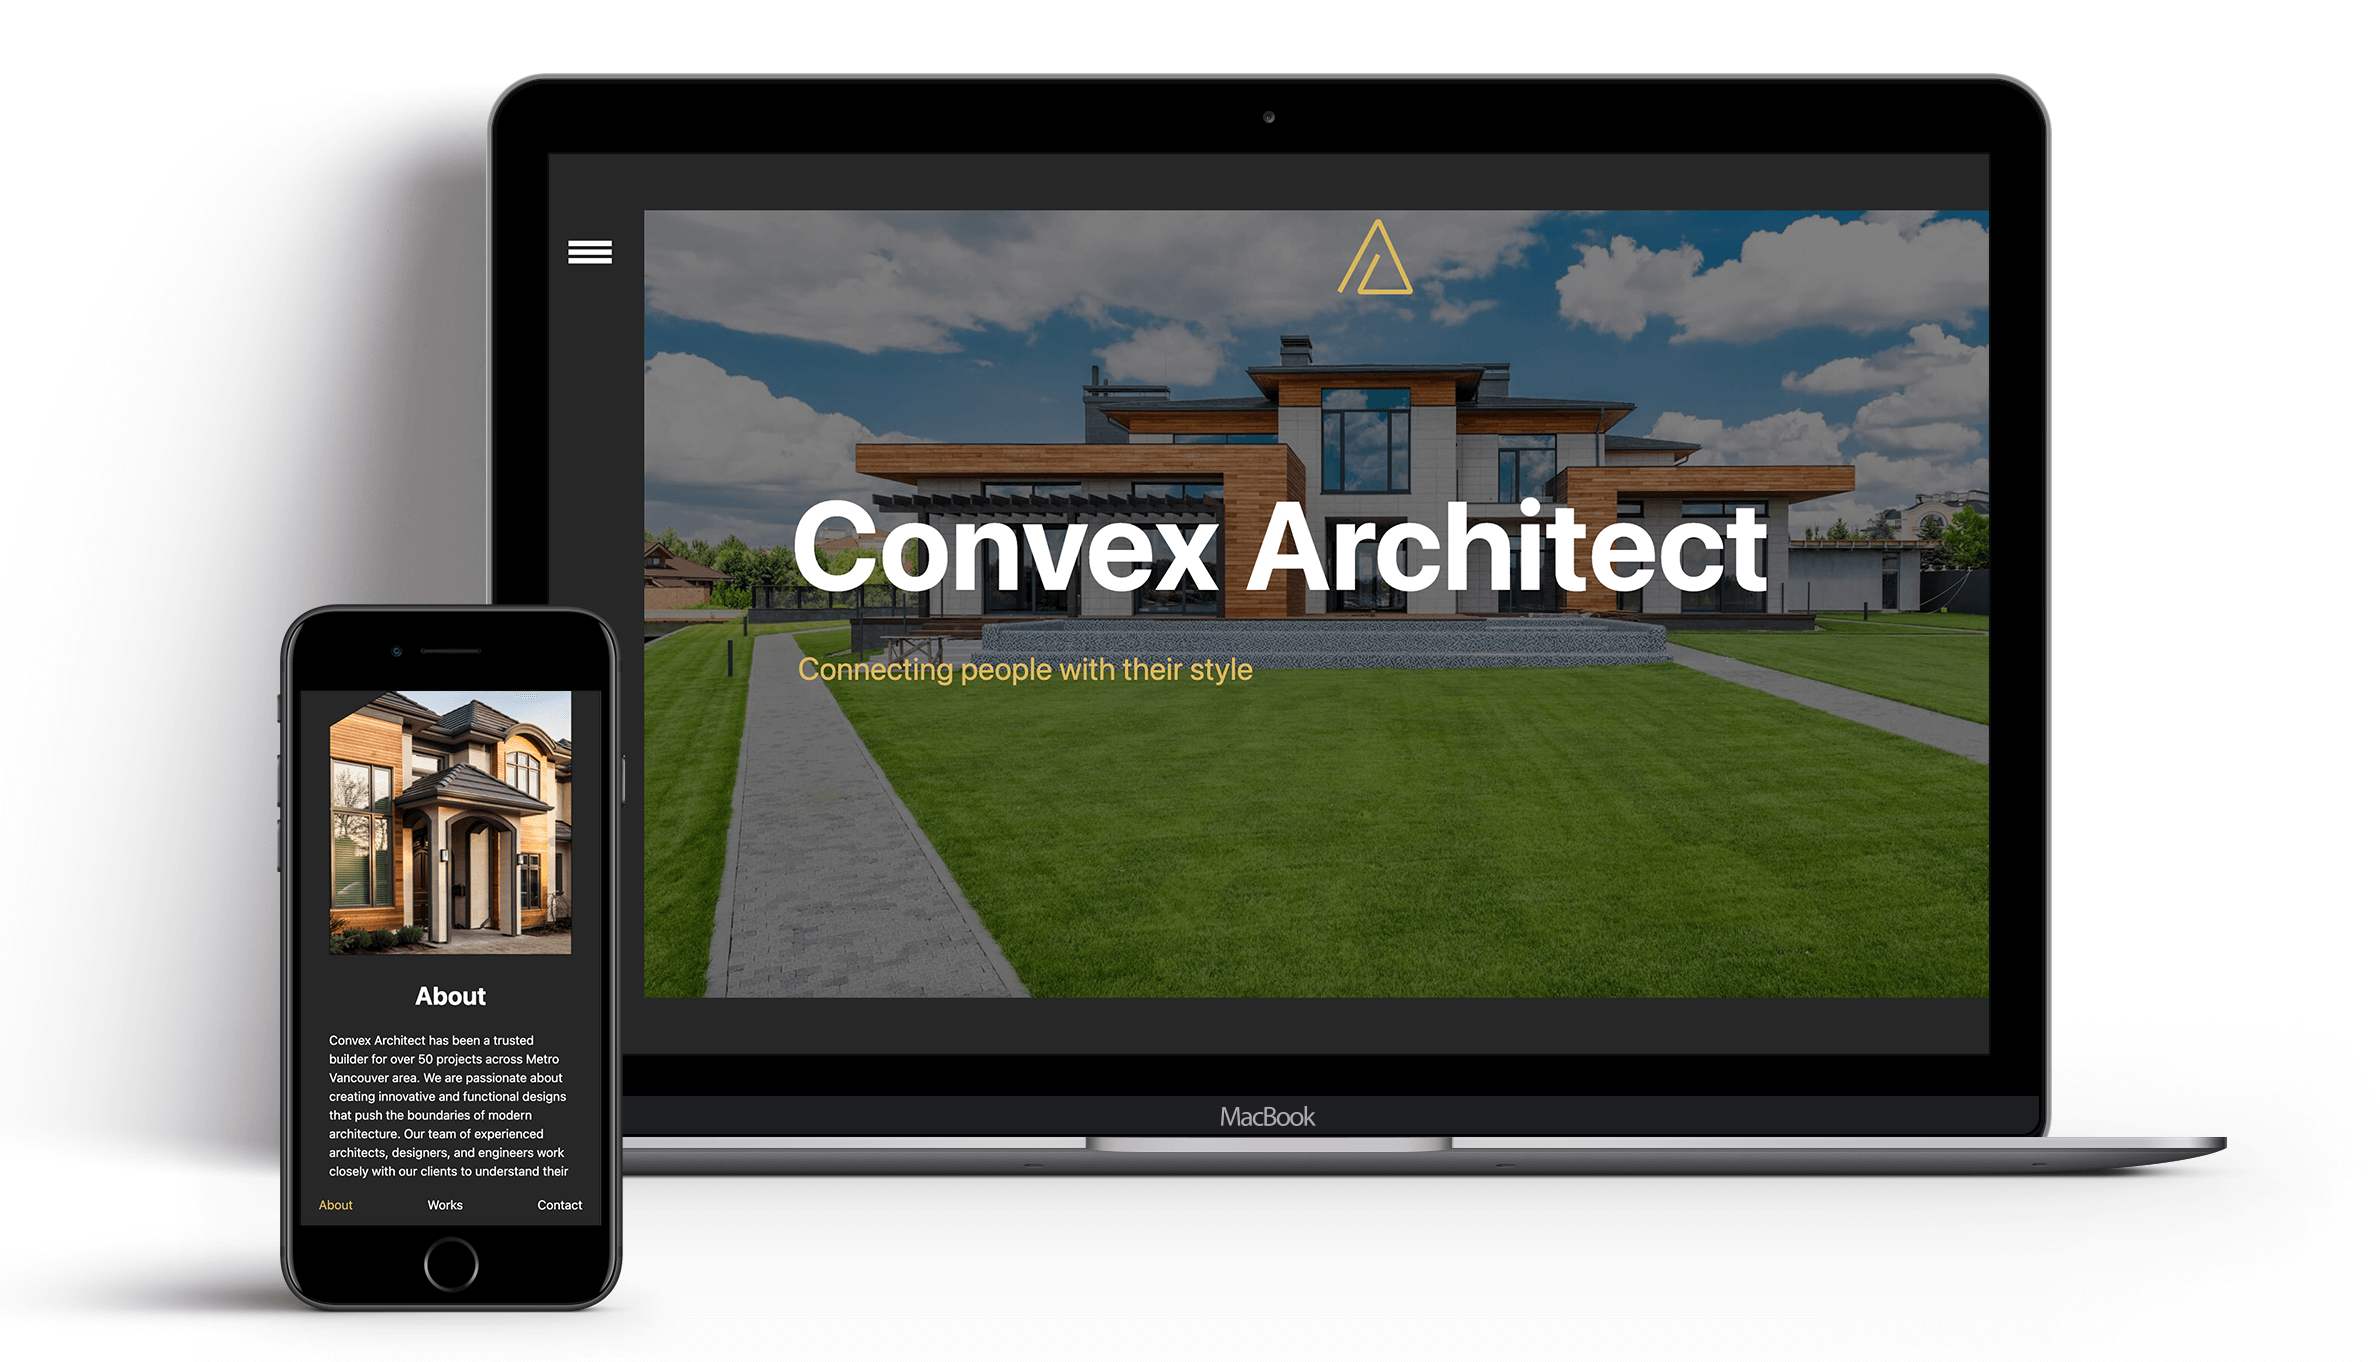 Convex Architect
Connecting people with their style
MacBook
About
Convex Architect has been a trusted
builder for over 50 projects across Metro
Vancouver area. We are passionate about
creating innovative and functional designs
that push the boundaries of modern
architecture. Our team of experienced
architects, designers, and engineers work
closely with our clients to understand their
About Works Contact